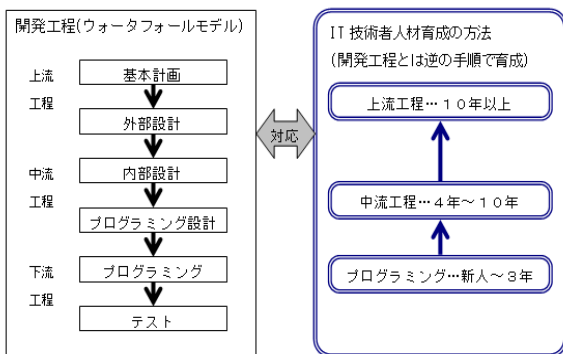 開発工程(ウォータフォールモデル)
上流
工程
基本計画
外部設計
中流
工程
内部設計
プログラミング設計
下流
工程
プログラミング
テスト
対応
IT技術者人材育成の方法
(開発工程とは逆の手順で育成)
上流工程…10年以上
中流工程…4年～10年
プログラミング…新人～3年